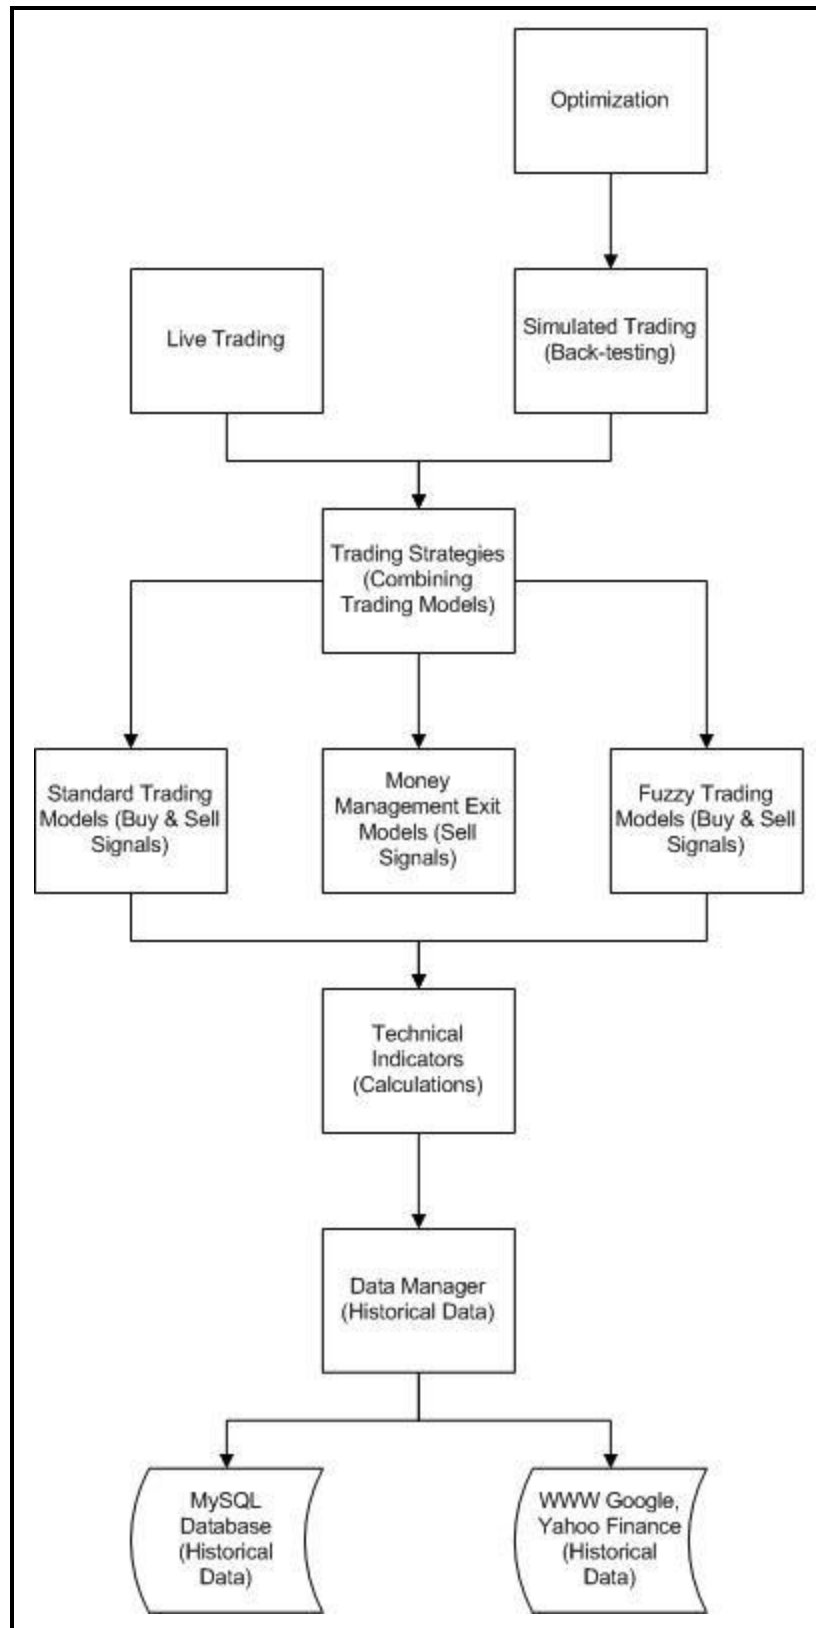 Optimization
Live Trading
Simulated Trading
(Back-testing)
Trading Strategies
(Combining
Trading Models)
Standard Trading
Models (Buy & Sell
Signals)
Money
Management Exit
Models (Sell
Signals)
Fuzzy Trading
Models (Buy & Sell
Signals)
Technical
Indicators
(Calculations)
Data Manager
(Historical Data)
MySQL
Database
(Historical
Data)
WWW Google,
Yahoo Finance
(Historical
Data)